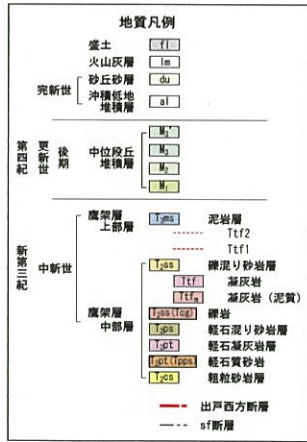 地質凡例
盛土 fl
火山灰層 lm
完新世
砂丘砂層 du
沖積低地
堆積層 al
第四紀
更新世
後期
中位段丘
堆積層
M₃'
M₃
M₂
M₁
新第三紀
中新世
鷹架層
上部層
T₃ms 泥岩層
Ttf2
Ttf1
鷹架層
中部層
T₂ss 礫混り砂岩層
Ttf 凝灰岩
Ttfm 凝灰岩（泥質）
T₂ss(Tcg) 礫岩
T₂ps 軽石混り砂岩層
T₂pt 軽石凝灰岩層
T₂pt(Tpps) 軽石質砂岩
T₂cs 粗粒砂岩層
出戸西方断層
sf断層